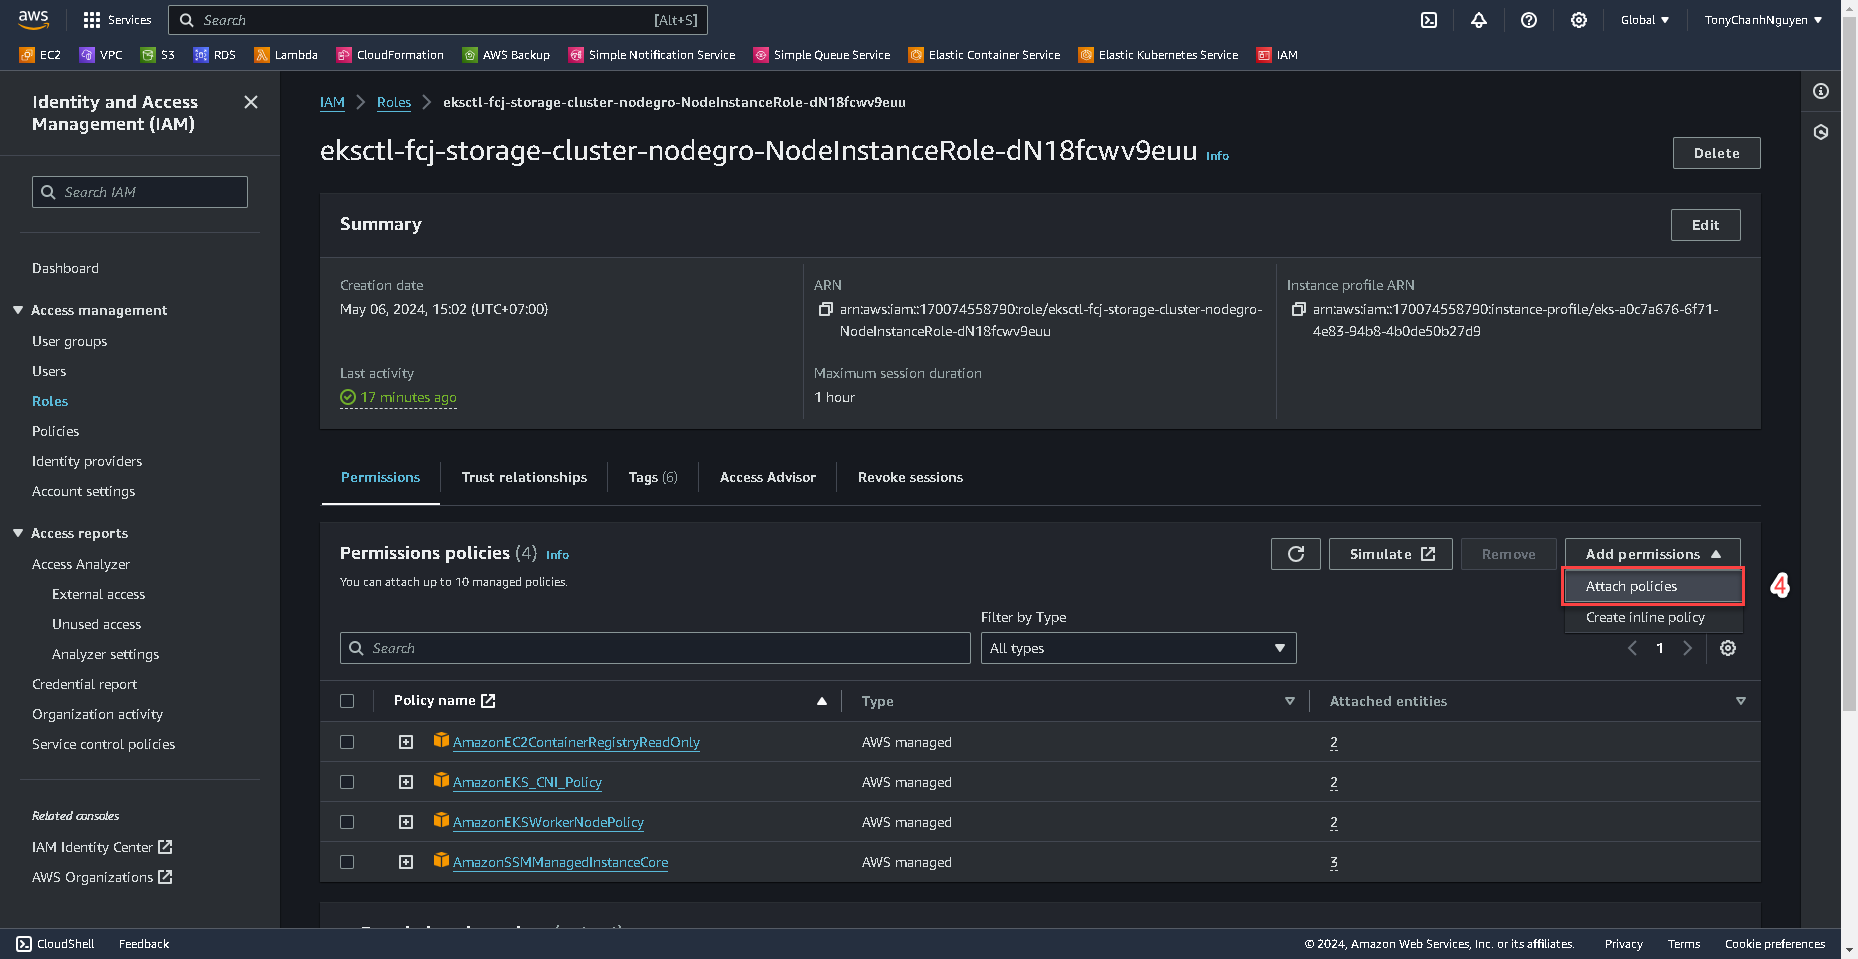 aws
Services
Search
[Alt+S]
Global
TonyChanhNguyen
EC2
VPC
S3
RDS
Lambda
CloudFormation
AWS Backup
Simple Notification Service
Simple Queue Service
Elastic Container Service
Elastic Kubernetes Service
IAM
Identity and Access
Management (IAM)
Search IAM
Dashboard
Access management
User groups
Users
Roles
Policies
Identity providers
Account settings
Access reports
Access Analyzer
External access
Unused access
Analyzer settings
Credential report
Organization activity
Service control policies
Related consoles
IAM Identity Center
AWS Organizations
IAM
Roles
eksctl-fcj-storage-cluster-nodegro-NodeInstanceRole-dN18fcwv9euu
eksctl-fcj-storage-cluster-nodegro-NodeInstanceRole-dN18fcwv9euu Info
Delete
Summary
Edit
Creation date
May 06, 2024, 15:02 (UTC+07:00)
Last activity
17 minutes ago
ARN
arn:aws:iam::170074558790:role/eksctl-fcj-storage-cluster-nodegro-
NodeInstanceRole-dN18fcwv9euu
Maximum session duration
1 hour
Instance profile ARN
arn:aws:iam::170074558790:instance-profile/eks-a0c7a676-6f71-
4e83-94b8-4b0de50b27d9
Permissions
Trust relationships
Tags (6)
Access Advisor
Revoke sessions
Permissions policies (4) Info
You can attach up to 10 managed policies.
Simulate
Remove
Add permissions
Attach policies
4
Create inline policy
Filter by Type
Search
All types
1
Policy name
Type
Attached entities
AmazonEC2ContainerRegistryReadOnly
AWS managed
2
AmazonEKS_CNI_Policy
AWS managed
2
AmazonEKSWorkerNodePolicy
AWS managed
2
AmazonSSMManagedInstanceCore
AWS managed
3
CloudShell
Feedback
© 2024, Amazon Web Services, Inc. or its affiliates.
Privacy
Terms
Cookie preferences